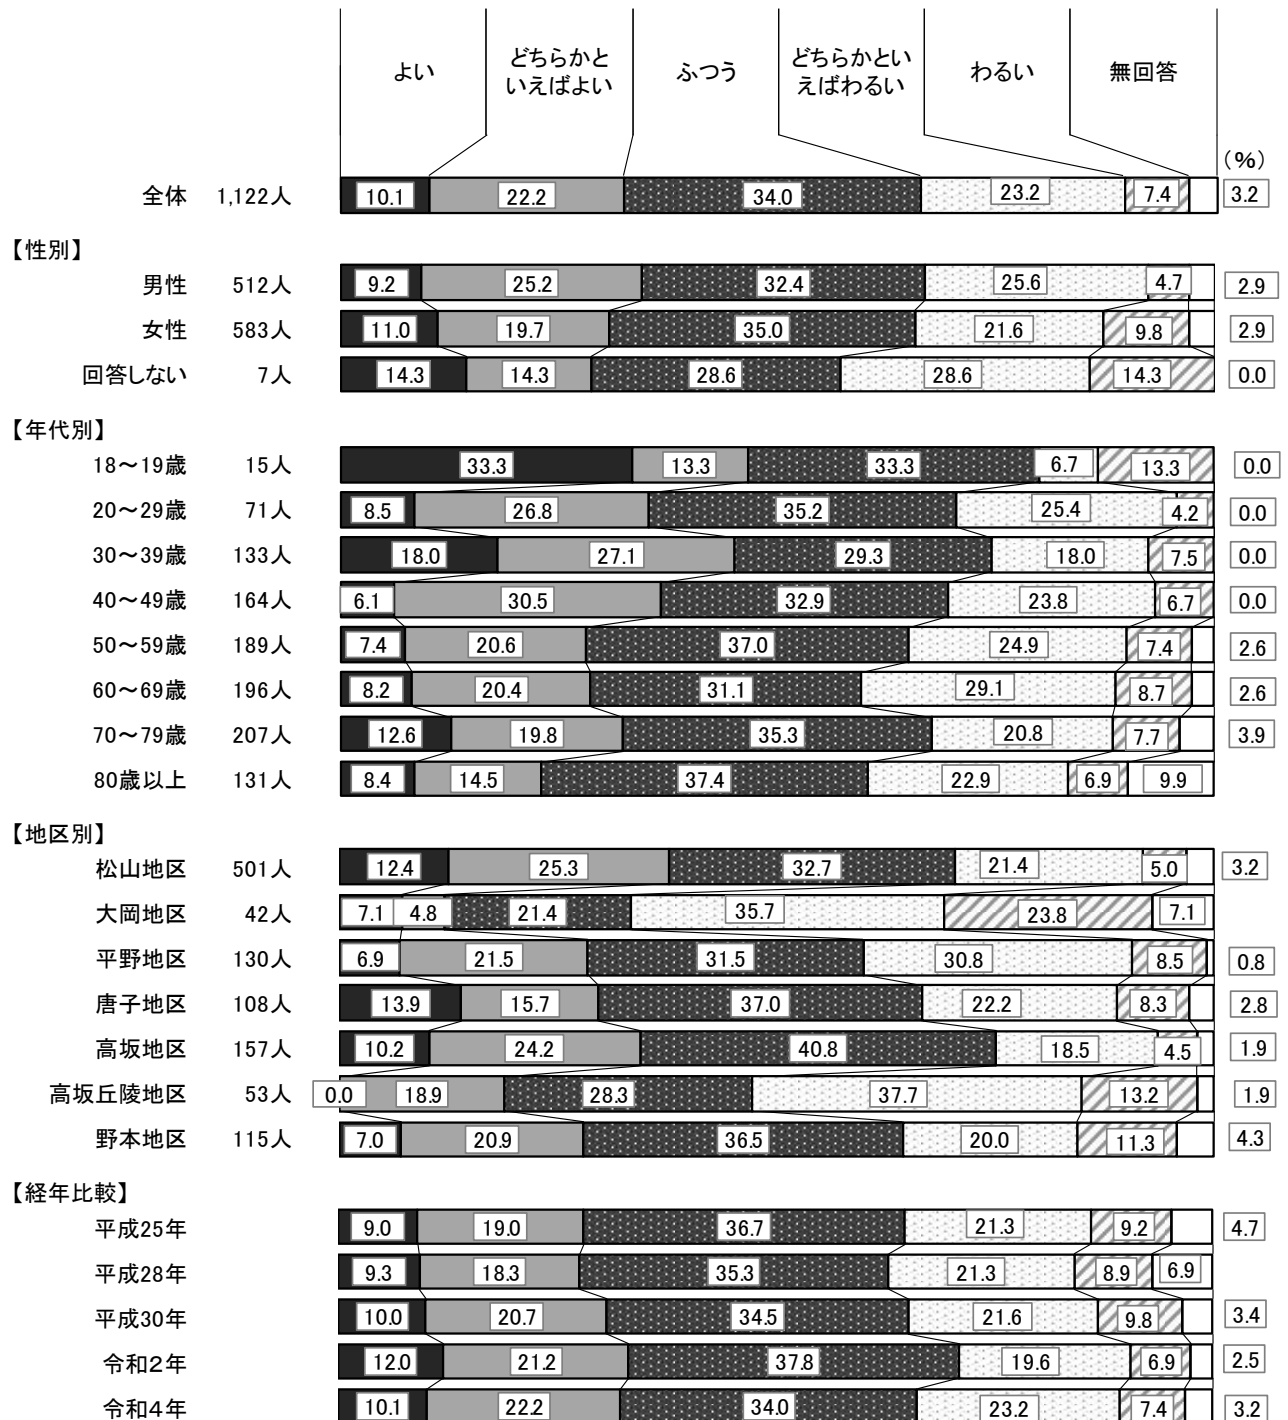 よい
どちらかと
いえばよい
ふつう
どちらかとい
えばわるい
わるい
無回答
(%)
全体 1,122人 10.1 22.2 34.0 23.2 7.4 3.2
【性別】
男性 512人 9.2 25.2 32.4 25.6 4.7 2.9
女性 583人 11.0 19.7 35.0 21.6 9.8 2.9
回答しない 7人 14.3 14.3 28.6 28.6 14.3 0.0
【年代別】
18～19歳 15人 33.3 13.3 33.3 6.7 13.3 0.0
20～29歳 71人 8.5 26.8 35.2 25.4 4.2 0.0
30～39歳 133人 18.0 27.1 29.3 18.0 7.5 0.0
40～49歳 164人 6.1 30.5 32.9 23.8 6.7 0.0
50～59歳 189人 7.4 20.6 37.0 24.9 7.4 2.6
60～69歳 196人 8.2 20.4 31.1 29.1 8.7 2.6
70～79歳 207人 12.6 19.8 35.3 20.8 7.7 3.9
80歳以上 131人 8.4 14.5 37.4 22.9 6.9 9.9
【地区別】
松山地区 501人 12.4 25.3 32.7 21.4 5.0 3.2
大岡地区 42人 7.1 4.8 21.4 35.7 23.8 7.1
平野地区 130人 6.9 21.5 31.5 30.8 8.5 0.8
唐子地区 108人 13.9 15.7 37.0 22.2 8.3 2.8
高坂地区 157人 10.2 24.2 40.8 18.5 4.5 1.9
高坂丘陵地区 53人 0.0 18.9 28.3 37.7 13.2 1.9
野本地区 115人 7.0 20.9 36.5 20.0 11.3 4.3
【経年比較】
平成25年 9.0 19.0 36.7 21.3 9.2 4.7
平成28年 9.3 18.3 35.3 21.3 8.9 6.9
平成30年 10.0 20.7 34.5 21.6 9.8 3.4
令和２年 12.0 21.2 37.8 19.6 6.9 2.5
令和４年 10.1 22.2 34.0 23.2 7.4 3.2